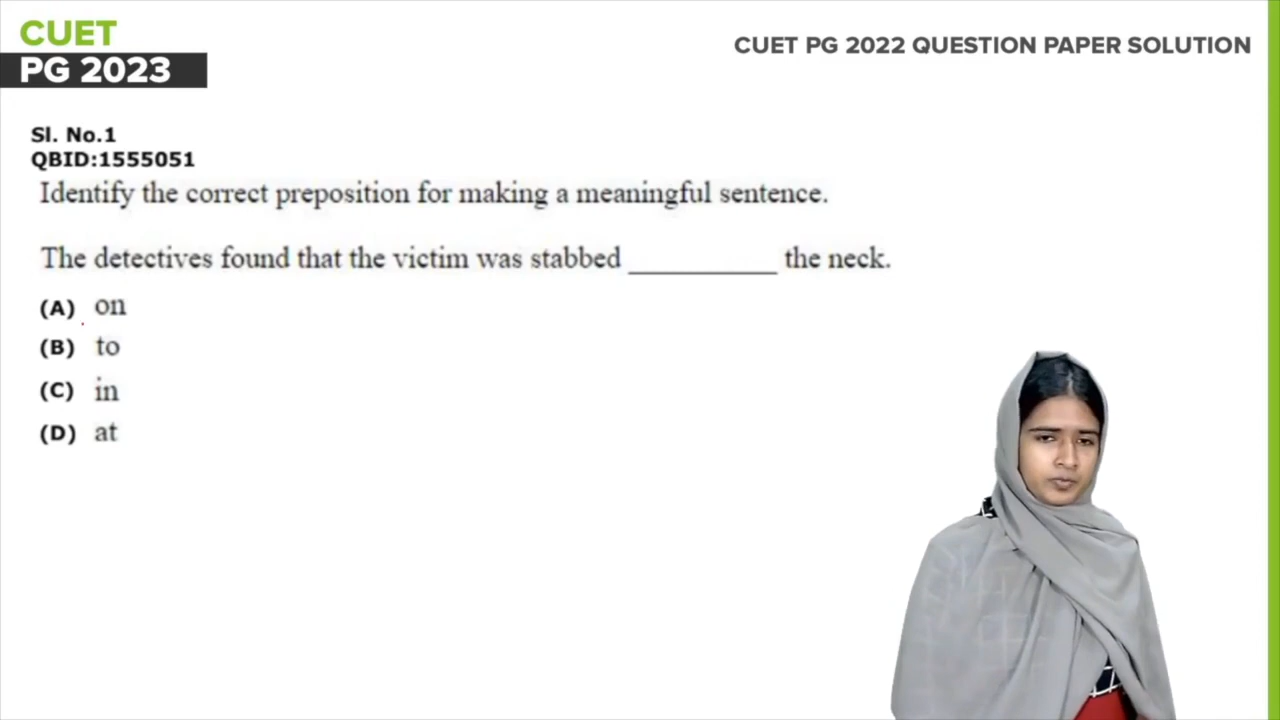 CUET
PG 2023
CUET PG 2022 QUESTION PAPER SOLUTION
Sl. No.1
QBID:1555051
Identify the correct preposition for making a meaningful sentence.
The detectives found that the victim was stabbed __________ the neck.
(A) on
(B) to
(C) in
(D) at